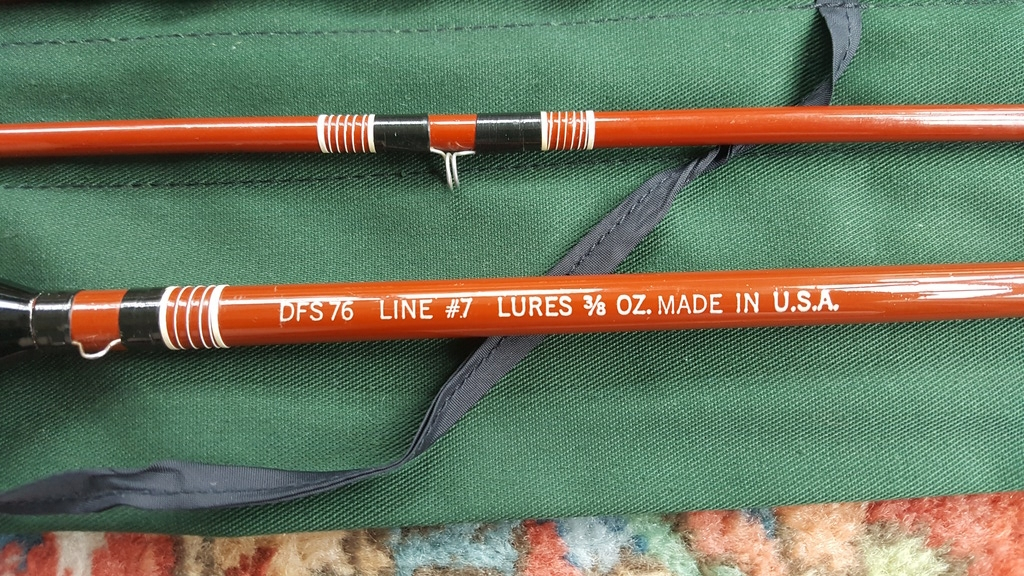 DFS 76 LINE #7 LURES ⅜ OZ. MADE IN U.S.A.